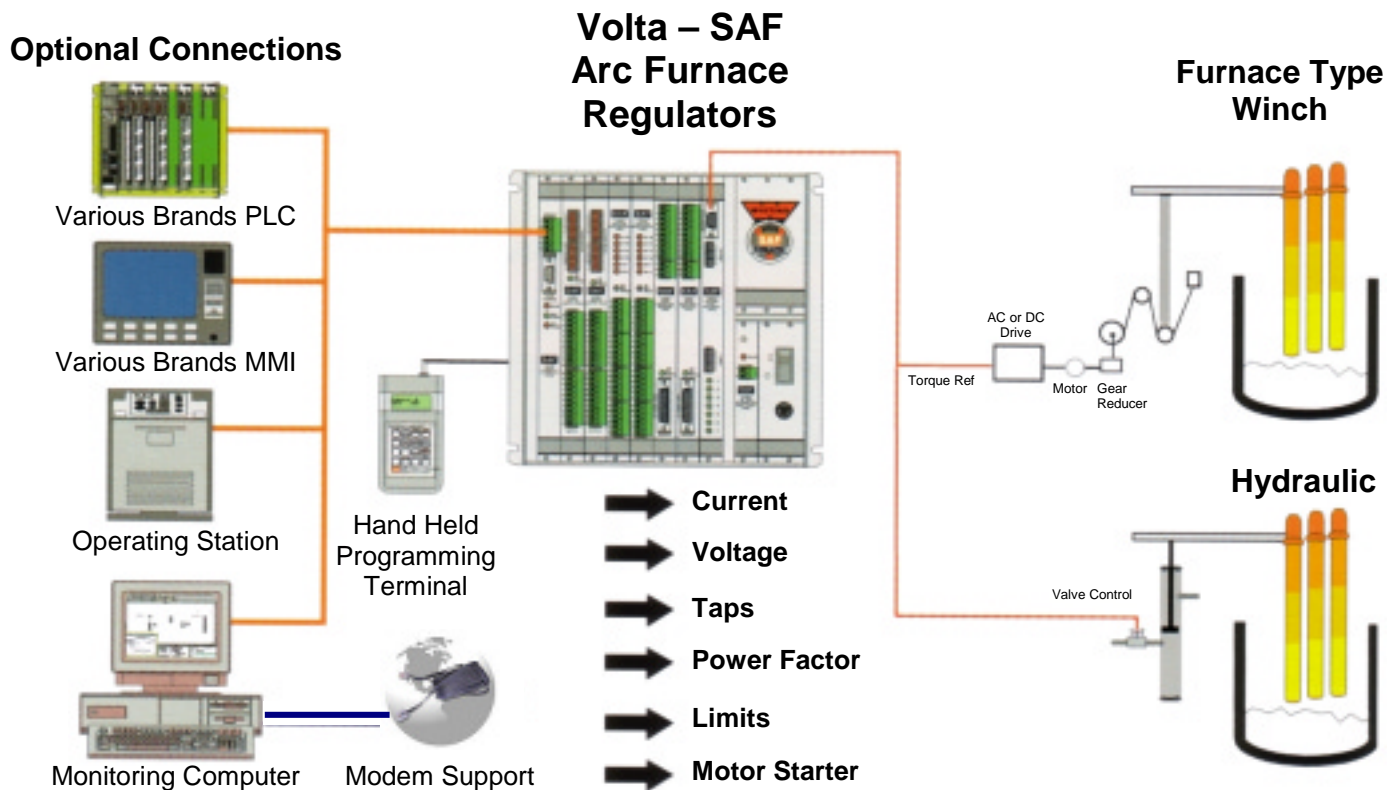 Optional Connections
Volta – SAF
Arc Furnace
Regulators
Furnace Type
Winch
Various Brands PLC
Various Brands MMI
Operating Station
Monitoring Computer
Hand Held
Programming
Terminal
Modem Support
SAF
Current
Voltage
Taps
Power Factor
Limits
Motor Starter
AC or DC
Drive
Torque Ref
Motor
Gear
Reducer
Hydraulic
Valve Control